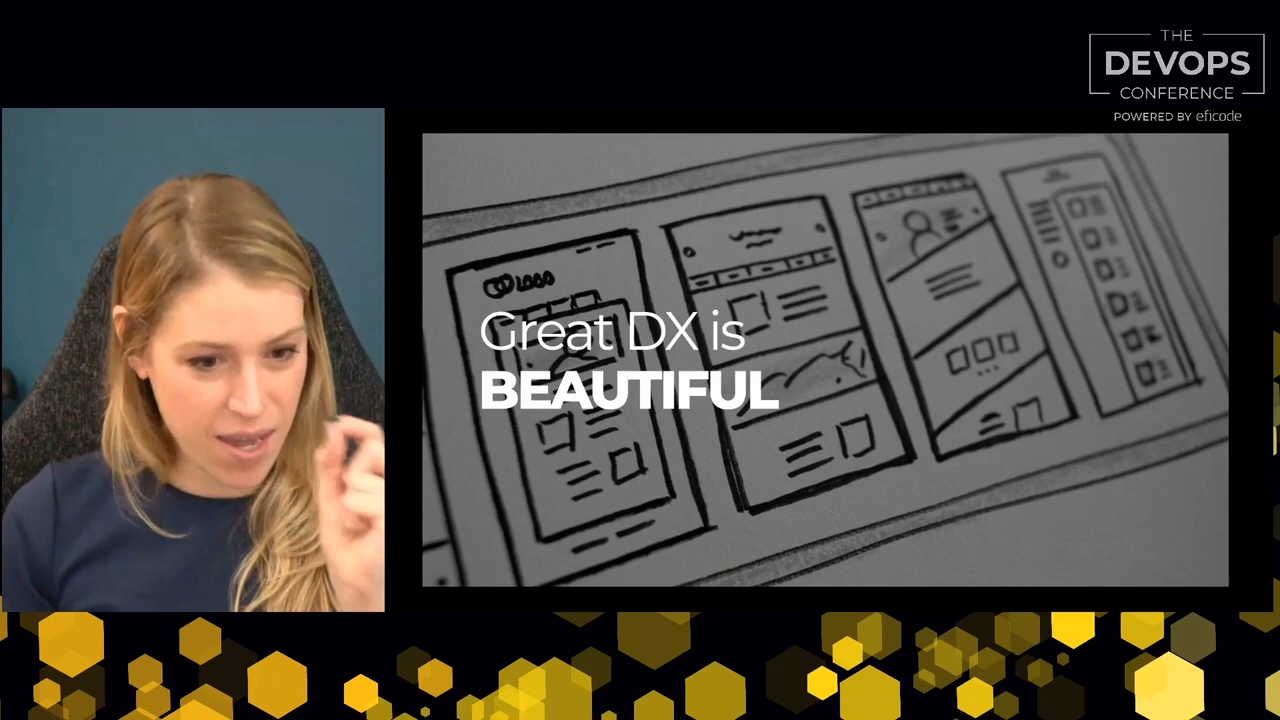 THE
DEVOPS
CONFERENCE
POWERED BY eficode
LOGO
Great DX is
BEAUTIFUL